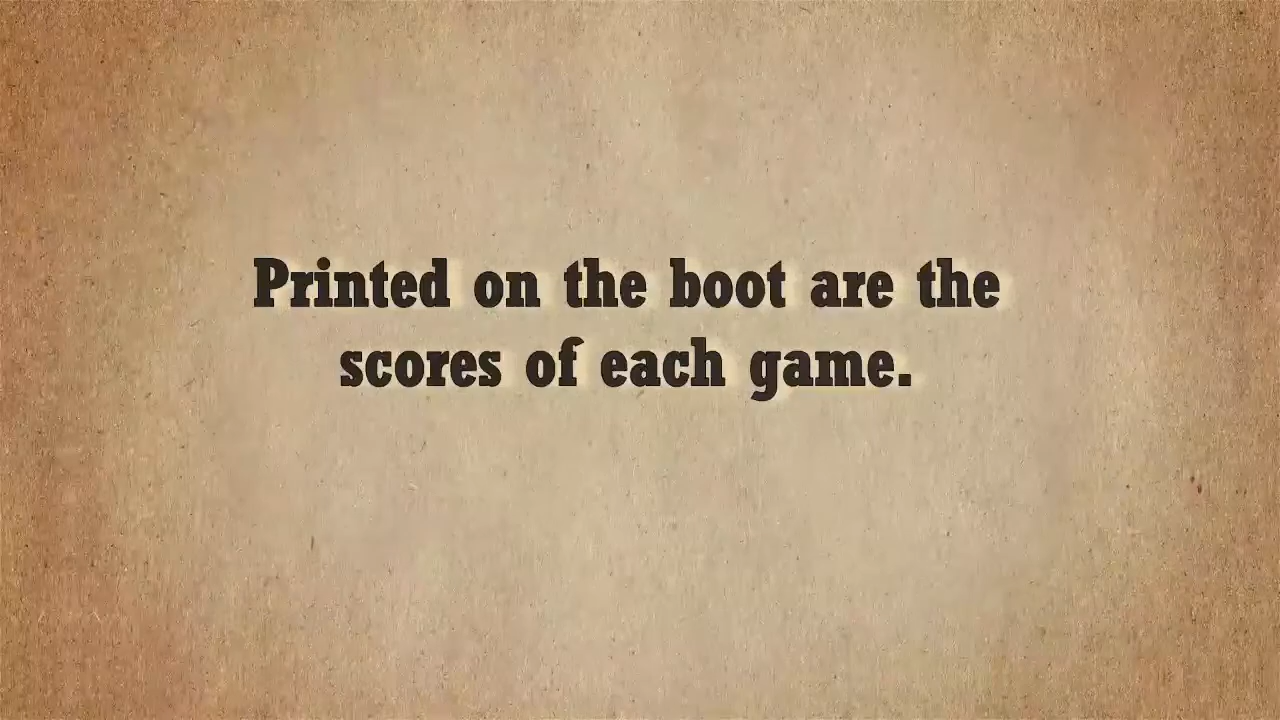 Printed on the boot are the
scores of each game.